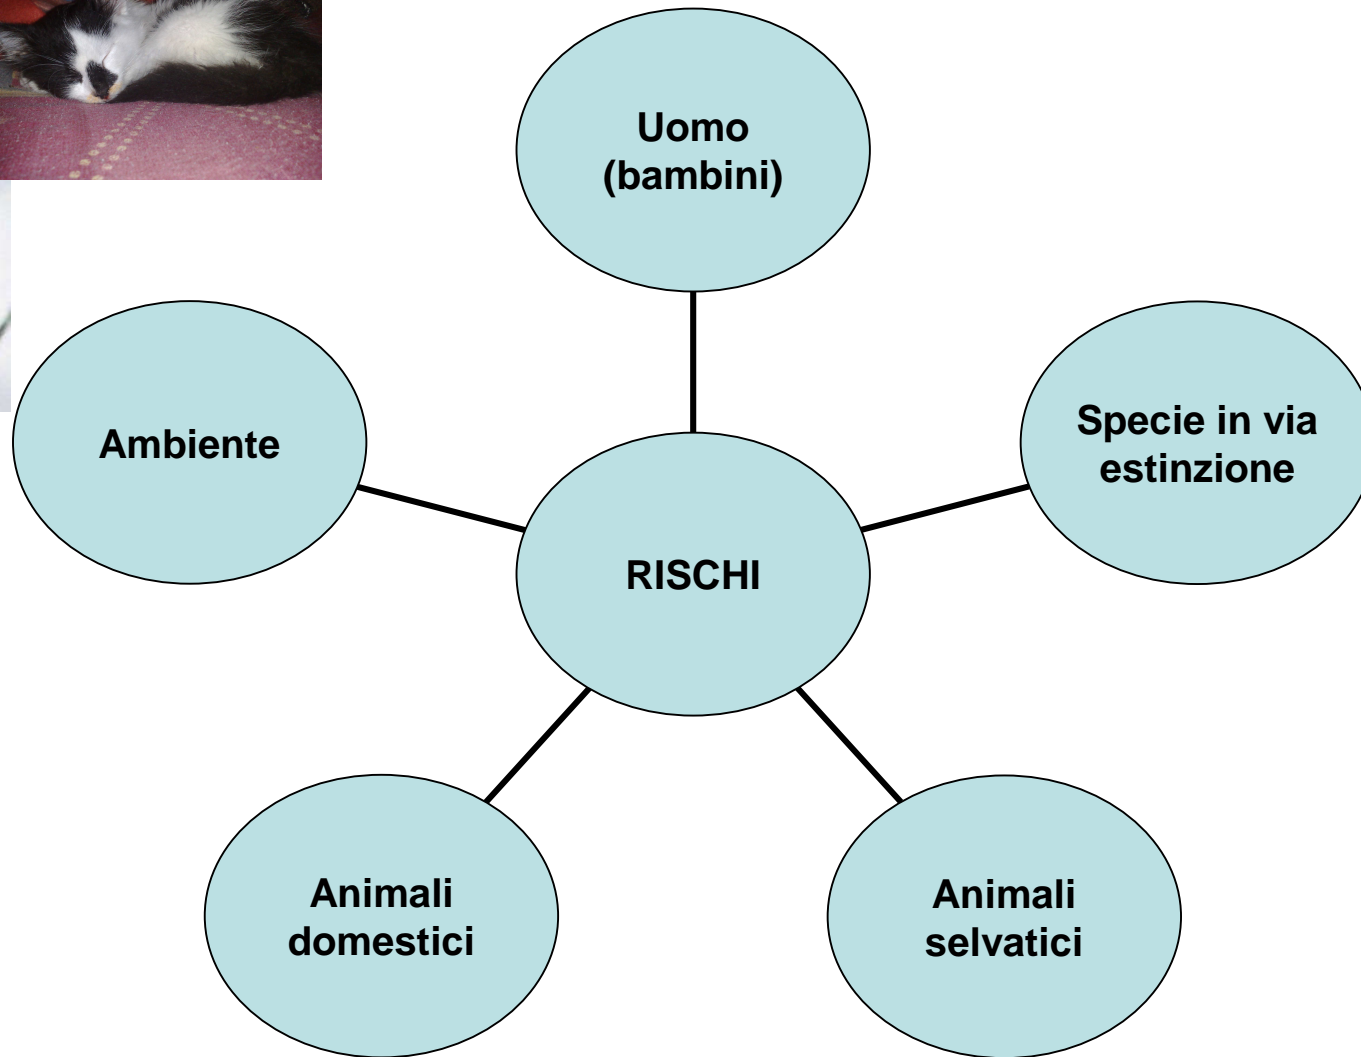 Uomo
(bambini)
Ambiente
Specie in via
estinzione
RISCHI
Animali
domestici
Animali
selvatici